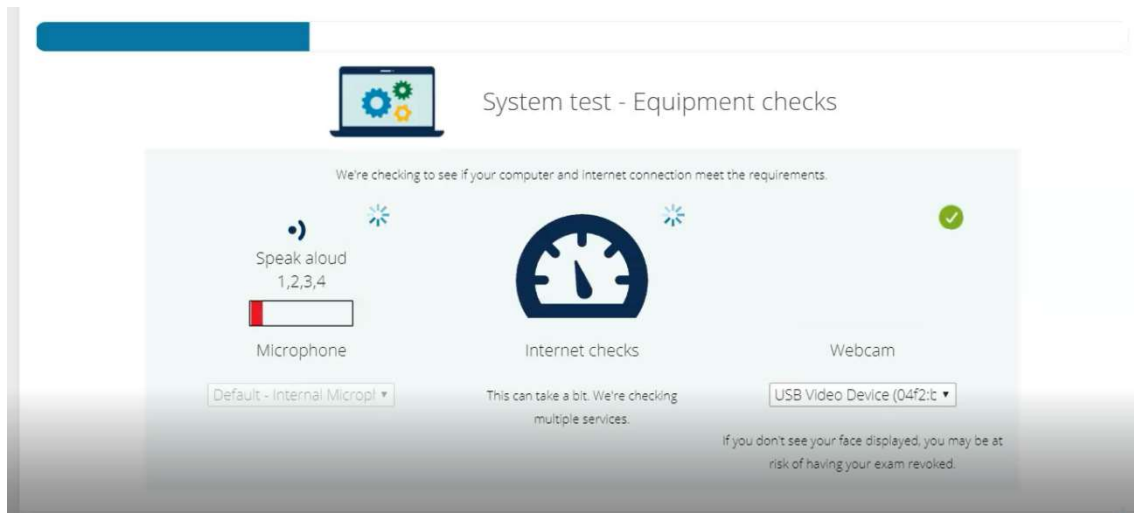 System test - Equipment checks
We're checking to see if your computer and internet connection meet the requirements.
Speak aloud
1,2,3,4
Microphone
Default - Internal Micropl
Internet checks
This can take a bit. We're checking
multiple services.
Webcam
USB Video Device (04f2:b
If you don't see your face displayed, you may be at
risk of having your exam revoked.